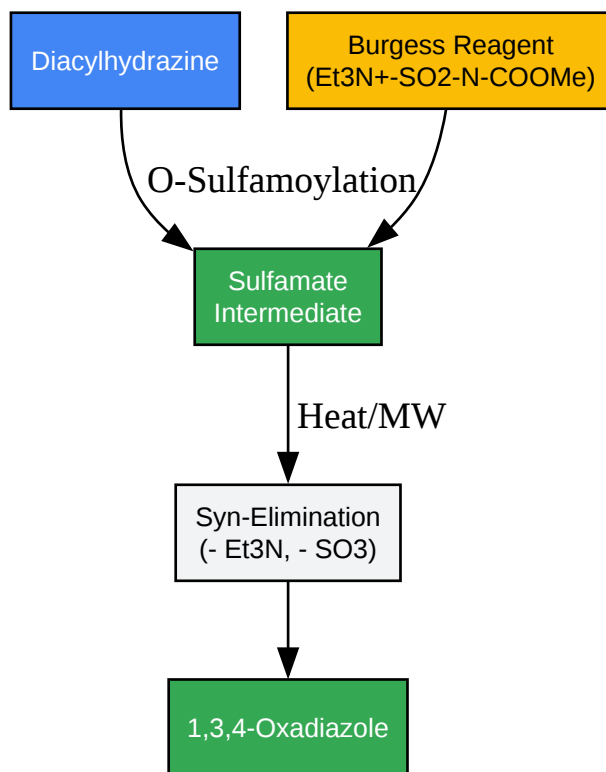 Diacylhydrazine
Burgess Reagent
(Et3N+-SO2-N-COOMe)
O-Sulfamoylation
Sulfamate
Intermediate
Heat/MW
Syn-Elimination
(- Et3N, - SO3)
1,3,4-Oxadiazole